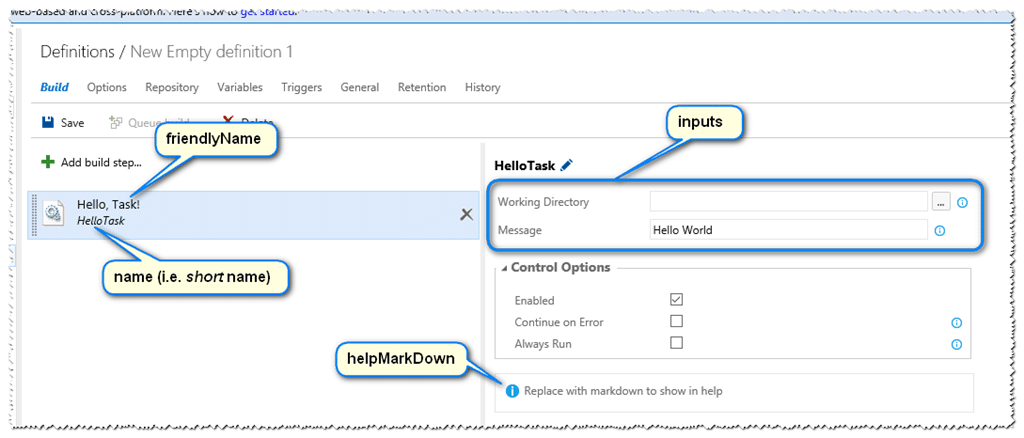 web-based and cross-platform. Here's how to get started.
Definitions / New Empty definition 1
Build Options Repository Variables Triggers General Retention History
Save Queue build Delete
friendlyName
inputs
Add build step...
HelloTask
Hello, Task!
HelloTask
Working Directory ...
Message Hello World
name (i.e. short name)
Control Options
Enabled
Continue on Error
Always Run
helpMarkDown
Replace with markdown to show in help